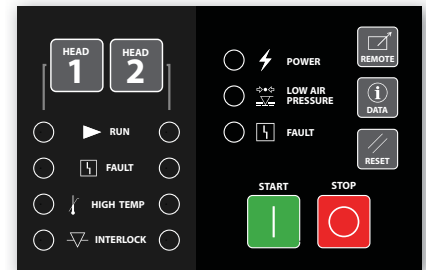 HEAD
1
HEAD
2
RUN
FAULT
HIGH TEMP
INTERLOCK
POWER
LOW AIR
PRESSURE
FAULT
REMOTE
DATA
RESET
START
STOP